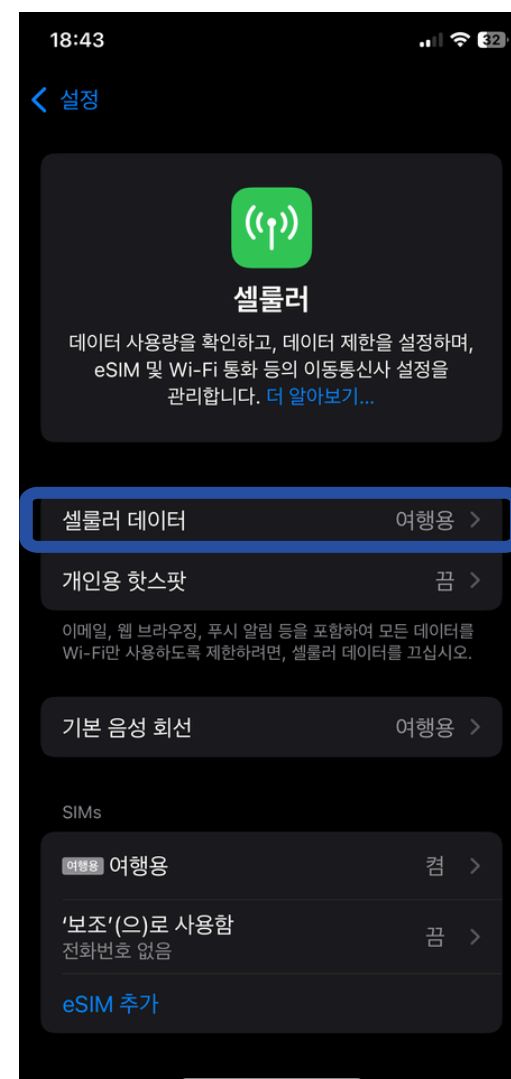 18:43
32
설정
셀룰러
데이터 사용량을 확인하고, 데이터 제한을 설정하며,
eSIM 및 Wi-Fi 통화 등의 이동통신사 설정을
관리합니다. 더 알아보기...
셀룰러 데이터 여행용
개인용 핫스팟 끔
이메일, 웹 브라우징, 푸시 알림 등을 포함하여 모든 데이터를
Wi-Fi만 사용하도록 제한하려면, 셀룰러 데이터를 끄십시오.
기본 음성 회선 여행용
SIMs
여행용 여행용 켬
‘보조’(으)로 사용함 끔
전화번호 없음
eSIM 추가